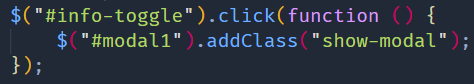 $("#info-toggle").click(function () {
    $("#modal1").addClass("show-modal");
});